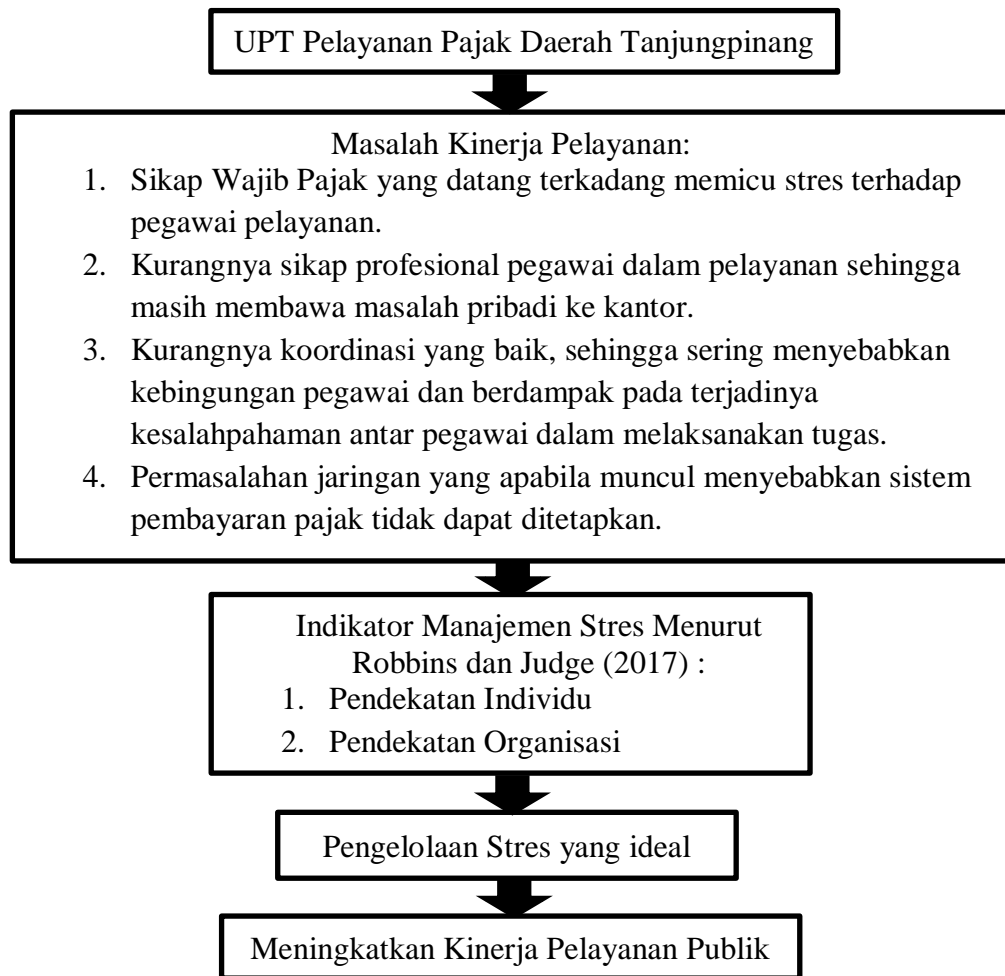 UPT Pelayanan Pajak Daerah Tanjungpinang
Masalah Kinerja Pelayanan:
1. Sikap Wajib Pajak yang datang terkadang memicu stres terhadap
pegawai pelayanan.
2. Kurangnya sikap profesional pegawai dalam pelayanan sehingga
masih membawa masalah pribadi ke kantor.
3. Kurangnya koordinasi yang baik, sehingga sering menyebabkan
kebingungan pegawai dan berdampak pada terjadinya
kesalahpahaman antar pegawai dalam melaksanakan tugas.
4. Permasalahan jaringan yang apabila muncul menyebabkan sistem
pembayaran pajak tidak dapat ditetapkan.
Indikator Manajemen Stres Menurut
Robbins dan Judge (2017) :
1. Pendekatan Individu
2. Pendekatan Organisasi
Pengelolaan Stres yang ideal
Meningkatkan Kinerja Pelayanan Publik